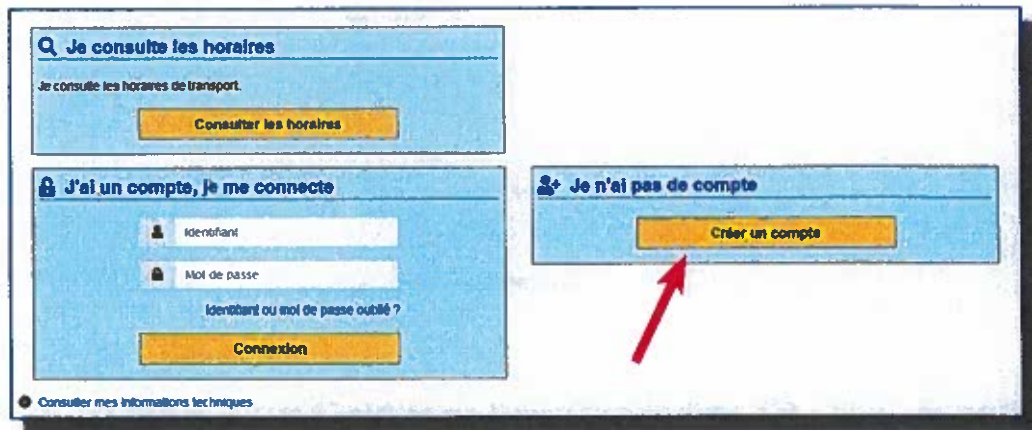 Je consulte les horaires
Je consulte les horaires de transport.
Consulter les horaires
J'ai un compte, je me connecte
Identifiant
Mot de passe
Identifiant ou mot de passe oublié ?
Connexion
Consulter mes informations techniques
Je n'ai pas de compte
Créer un compte